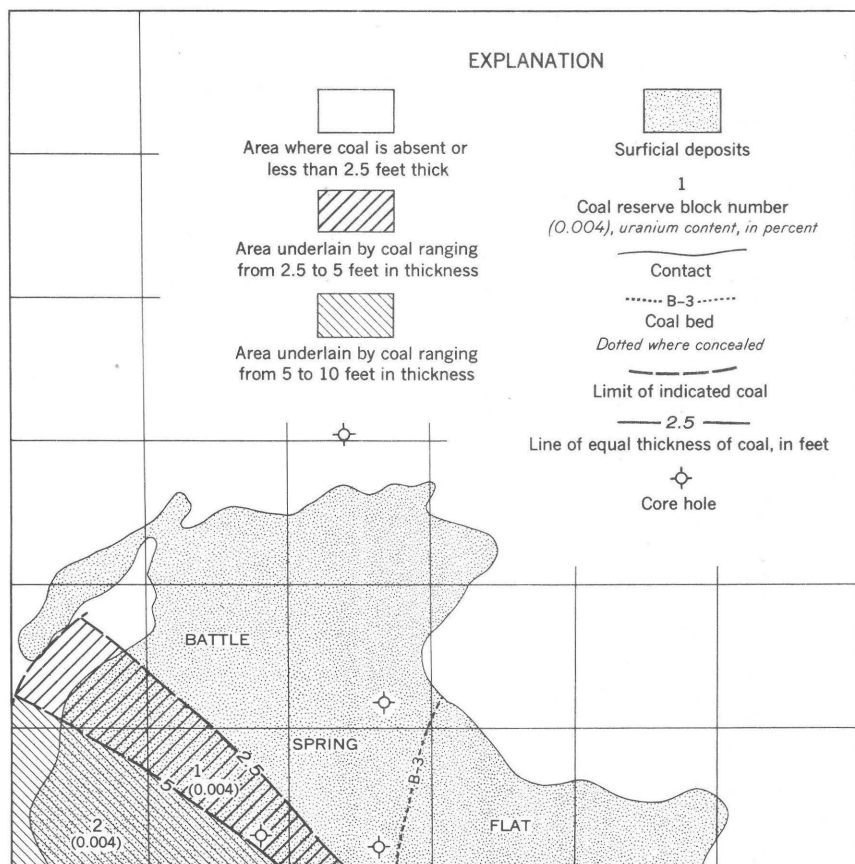 EXPLANATION
Area where coal is absent or
less than 2.5 feet thick
Area underlain by coal ranging
from 2.5 to 5 feet in thickness
Area underlain by coal ranging
from 5 to 10 feet in thickness
Surficial deposits
1
Coal reserve block number
(0.004), uranium content, in percent
Contact
B-3
Coal bed
Dotted where concealed
Limit of indicated coal
2.5
Line of equal thickness of coal, in feet
Core hole
BATTLE
SPRING
FLAT
B-3
2.5
5
1
(0.004)
2
(0.004)